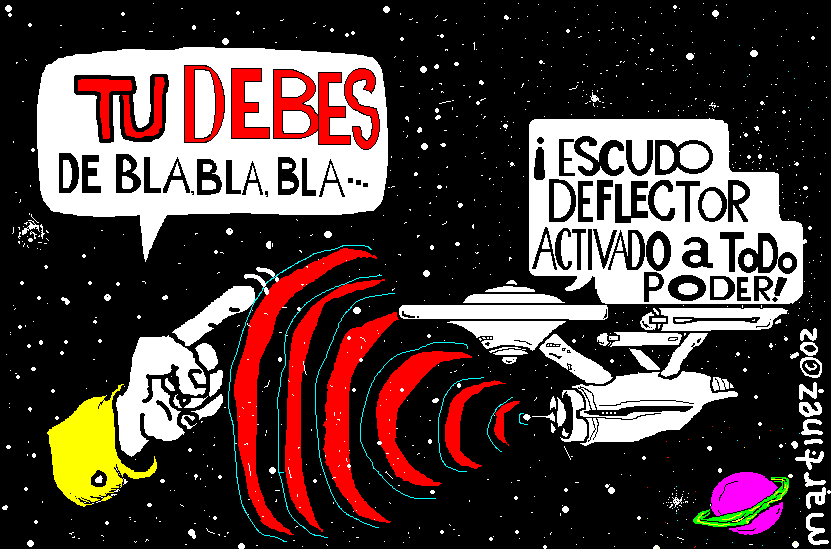 TU DEBES
DE BLA.BLA, BLA...
¡ESCUDO
DEFLECTOR
ACTIVADO a ToDo
PODER!
martinez©'02